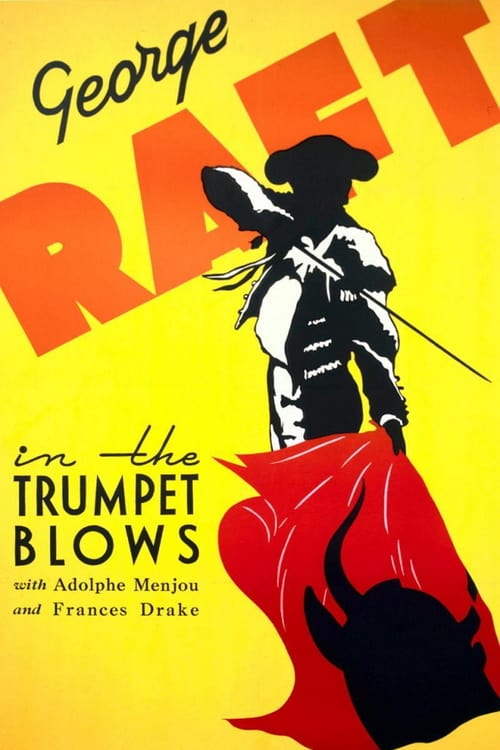 George
RAFT
in the
TRUMPET
BLOWS
with Adolphe Menjou
and Frances Drake